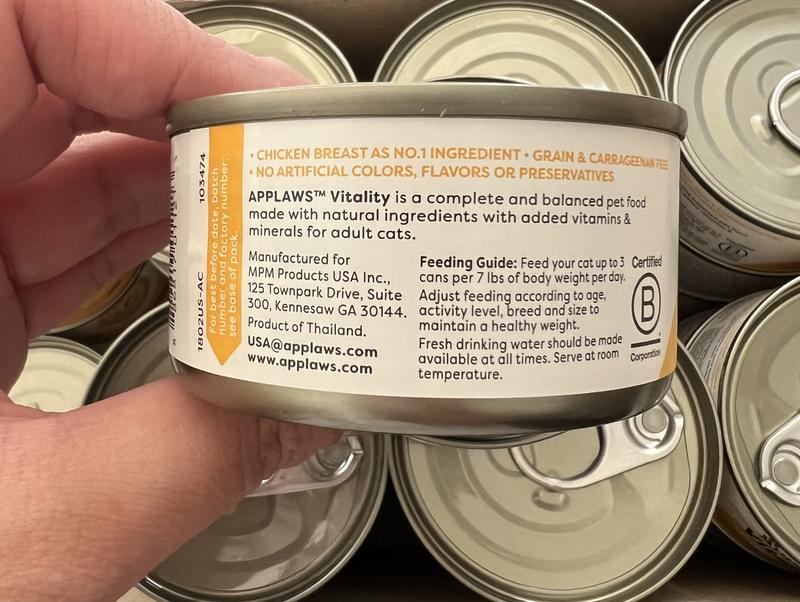 103474
1802US-AC
For best before date, batch
number and factory number:
see base of pack.
• CHICKEN BREAST AS NO.1 INGREDIENT • GRAIN & CARRAGEENAN FREE
• NO ARTIFICIAL COLORS, FLAVORS OR PRESERVATIVES
APPLAWS™ Vitality is a complete and balanced pet food
made with natural ingredients with added vitamins &
minerals for adult cats.
Manufactured for
MPM Products USA Inc.,
125 Townpark Drive, Suite
300, Kennesaw GA 30144.
Product of Thailand.
USA@applaws.com
www.applaws.com
Feeding Guide: Feed your cat up to 3
cans per 7 lbs of body weight per day.
Adjust feeding according to age,
activity level, breed and size to
maintain a healthy weight.
Fresh drinking water should be made
available at all times. Serve at room
temperature.
Certified
B
Corporation